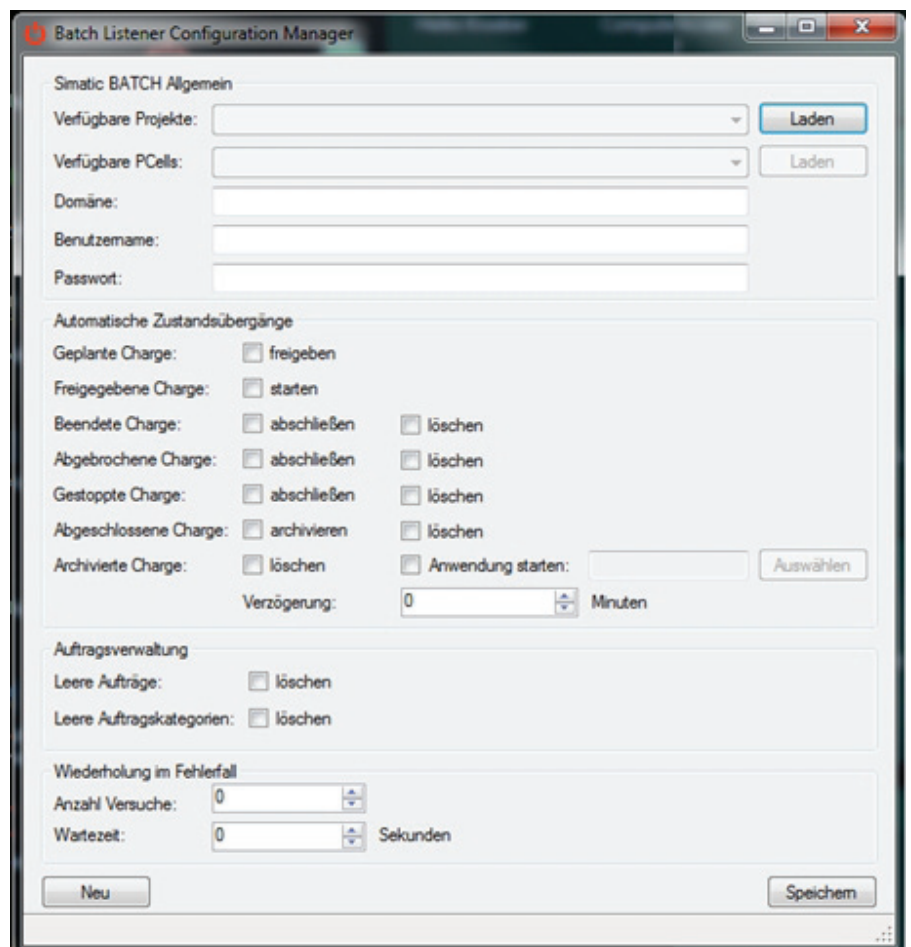 Batch Listener Configuration Manager
Simatic BATCH Allgemein
Verfügbare Projekte: Laden
Verfügbare PCells: Laden
Domäne:
Benutzername:
Passwort:
Automatische Zustandsübergänge
Geplante Charge: freigeben
Freigegebene Charge: starten
Beendete Charge: abschließen löschen
Abgebrochene Charge: abschließen löschen
Gestoppte Charge: abschließen löschen
Abgeschlossene Charge: archivieren löschen
Archivierte Charge: löschen Anwendung starten: Auswählen
Verzögerung: 0 Minuten
Auftragsverwaltung
Leere Aufträge: löschen
Leere Auftragskategorien: löschen
Wiederholung im Fehlerfall
Anzahl Versuche: 0
Wartezeit: 0 Sekunden
Neu Speichern